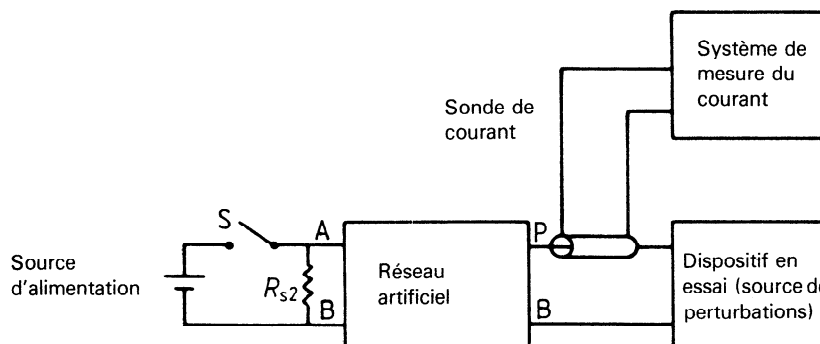 Système de
mesure du
courant
Sonde de
courant
S
A
P
Source
d'alimentation
R s2
Réseau
artificiel
Dispositif en
essai (source de
perturbations)
B
B